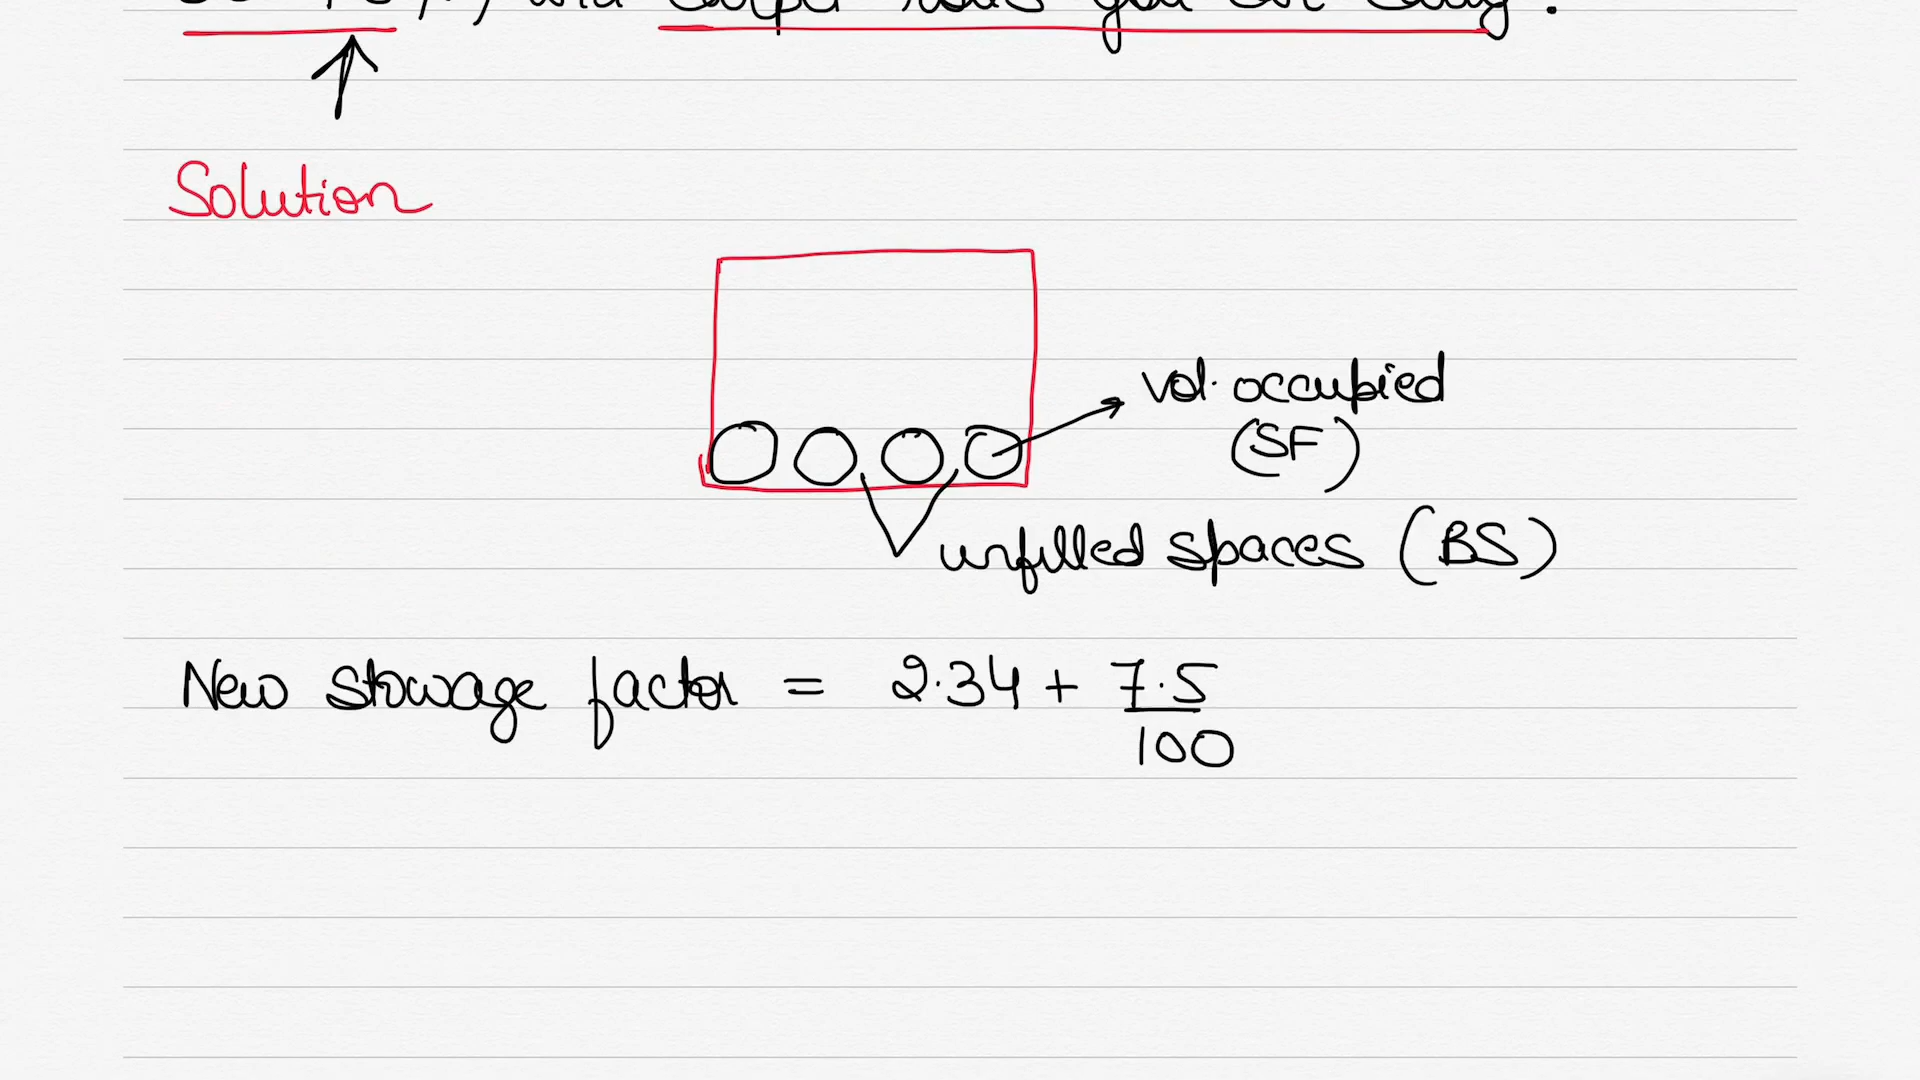 Solution
vol. occupied
(SF)
unfilled spaces (BS)
New stowage factor = 2.34 + 7.5
100